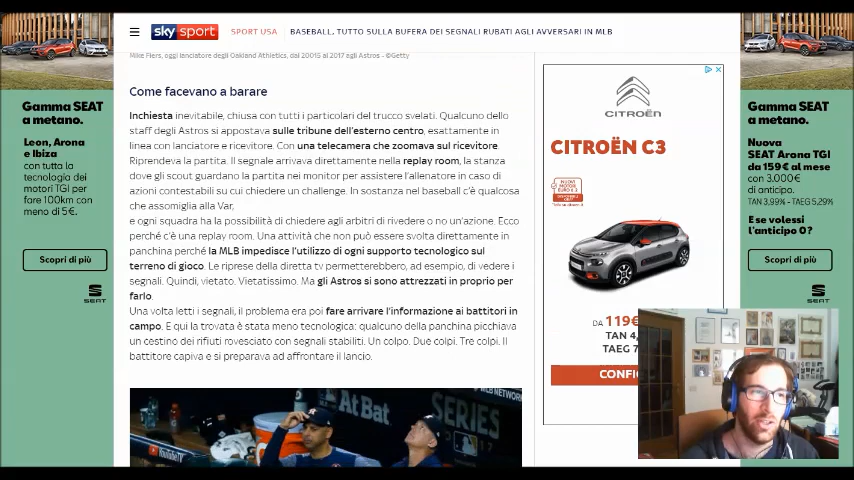 sky sport
SPORT USA
BASEBALL, TUTTO SULLA BUFERA DEI SEGNALI RUBATI AGLI AVVERSARI IN MLB
Mike Fiers, oggi lanciatore degli Oakland Athletics, dal 20015 al 2017 agli Astros - ©Getty
Come facevano a barare
Inchiesta inevitabile, chiusa con tutti i particolari del trucco svelati. Qualcuno dello
staff degli Astros si appostava sulle tribune dell'esterno centro, esattamente in
linea con lanciatore e ricevitore. Con una telecamera che zoomava sul ricevitore.
Riprendeva la partita. Il segnale arrivava direttamente nella replay room, la stanza
dove gli scout guardano la partita nei monitor per assistere l'allenatore in caso di
azioni contestabili su cui chiedere un challenge. In sostanza nel baseball c'è qualcosa
che assomiglia alla Var,
e ogni squadra ha la possibilità di chiedere agli arbitri di rivedere o no un'azione. Ecco
perché c'è una replay room. Una attività che non può essere svolta direttamente in
panchina perché la MLB impedisce l'utilizzo di ogni supporto tecnologico sul
terreno di gioco. Le riprese della diretta tv permetterebbero, ad esempio, di vedere i
segnali. Quindi, vietato. Vietatissimo. Ma gli Astros si sono attrezzati in proprio per
farlo.
Una volta letti i segnali, il problema era poi fare arrivare l'informazione ai battitori in
campo. E qui la trovata è stata meno tecnologica: qualcuno della panchina picchiava
un cestino dei rifiuti rovesciato con segnali stabiliti. Un colpo. Due colpi. Tre colpi. Il
battitore capiva e si preparava ad affrontare il lancio.
YouTube TV
At Bat
SERIES
MLB NETWORK
Gamma SEAT
a metano.
Leon, Arona
e Ibiza
con tutta la
tecnologia dei
motori TGI per
fare 100km con
meno di 5€.
Scopri di più
SEAT
CITROËN
CITROËN C3
DA 119€
TAN 4,
TAEG 7
CONFI
Gamma SEAT
a metano.
Nuova
SEAT Arona TGI
da 159€ al mese
con 3.000€
di anticipo.
TAN 3,99% - TAEG 5,29%
E se volessi
l'anticipo 0?
Scopri di più
SEAT